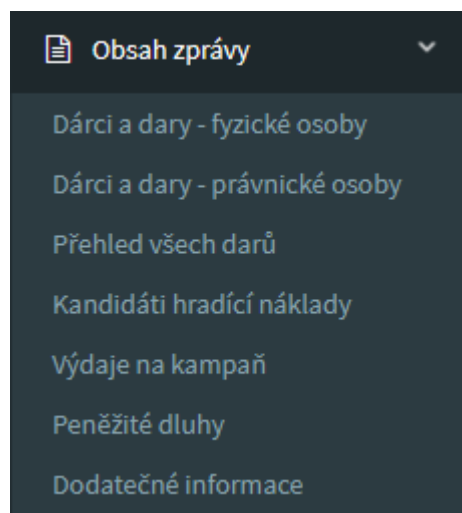 Obsah zprávy
Dárci a dary - fyzické osoby
Dárci a dary - právnické osoby
Přehled všech darů
Kandidáti hradící náklady
Výdaje na kampaň
Peněžité dluhy
Dodatečné informace